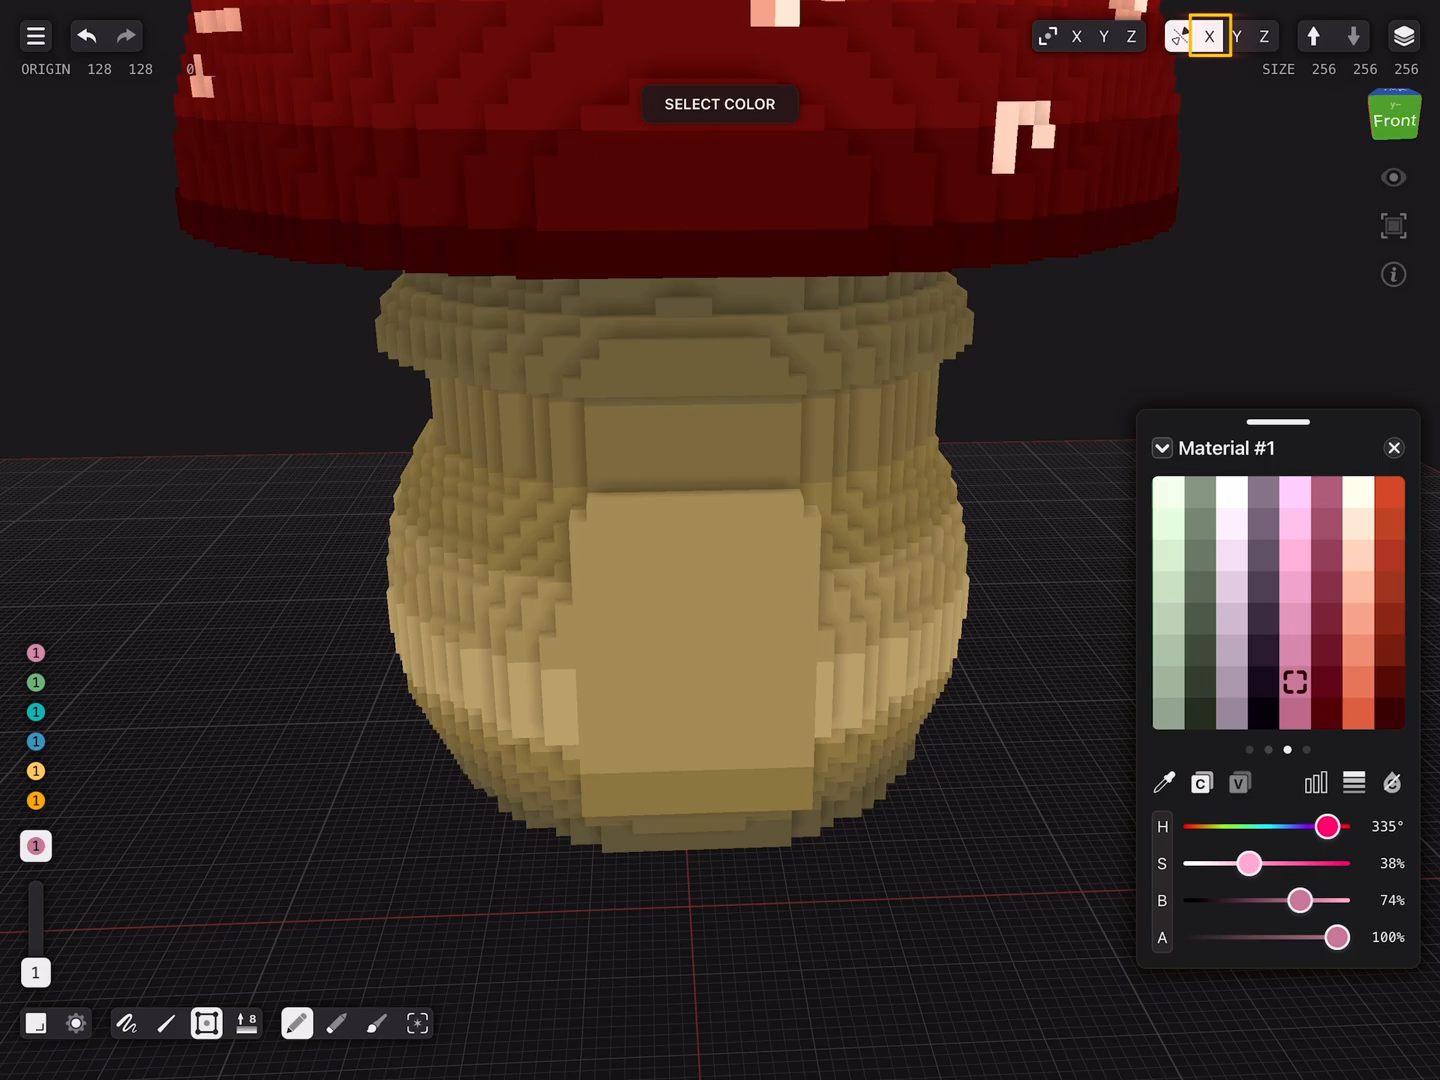 X Y Z
X Y Z
ORIGIN 128 128 0
SIZE 256 256 256
SELECT COLOR
y-
Front
Material #1
C V
H 335°
S 38%
B 74%
A 100%
1
1
1
1
1
1
1
1
8